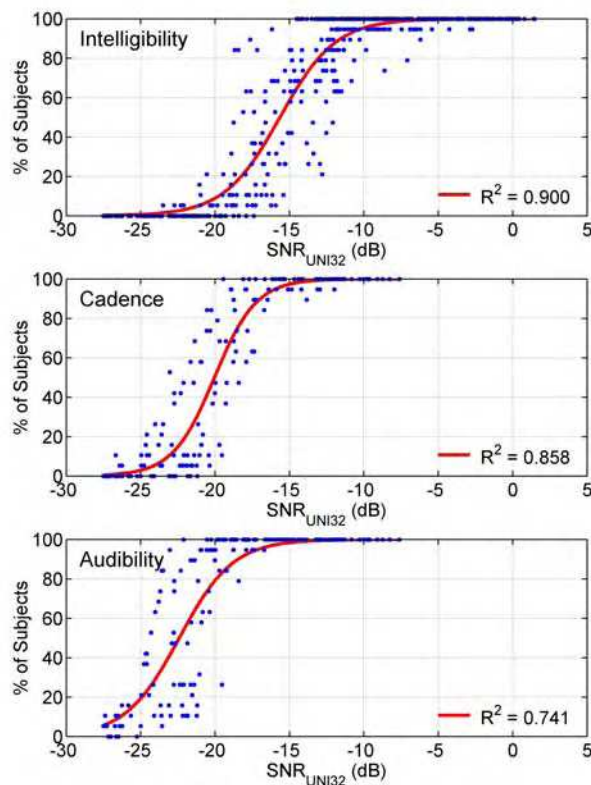 100
Intelligibility
80
60
40
20
0
% of Subjects
R² = 0.900
-30 -25 -20 -15 -10 -5 0 5
SNR_UNI32 (dB)
100
Cadence
80
60
40
20
0
% of Subjects
R² = 0.858
-30 -25 -20 -15 -10 -5 0 5
SNR_UNI32 (dB)
100
Audibility
80
60
40
20
0
% of Subjects
R² = 0.741
-30 -25 -20 -15 -10 -5 0 5
SNR_UNI32 (dB)